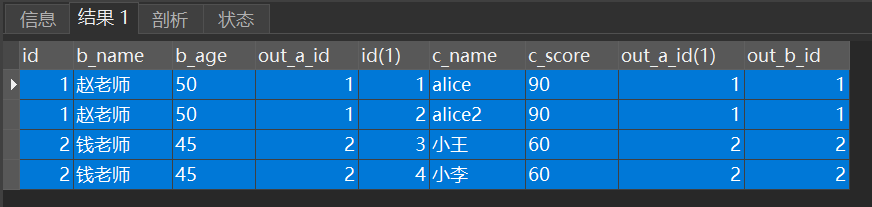 信息 结果 1 剖析 状态
id b_name b_age out_a_id id(1) c_name c_score out_a_id(1) out_b_id
1 赵老师 50 1 1 alice 90 1 1
1 赵老师 50 1 2 alice2 90 1 1
2 钱老师 45 2 3 小王 60 2 2
2 钱老师 45 2 4 小李 60 2 2